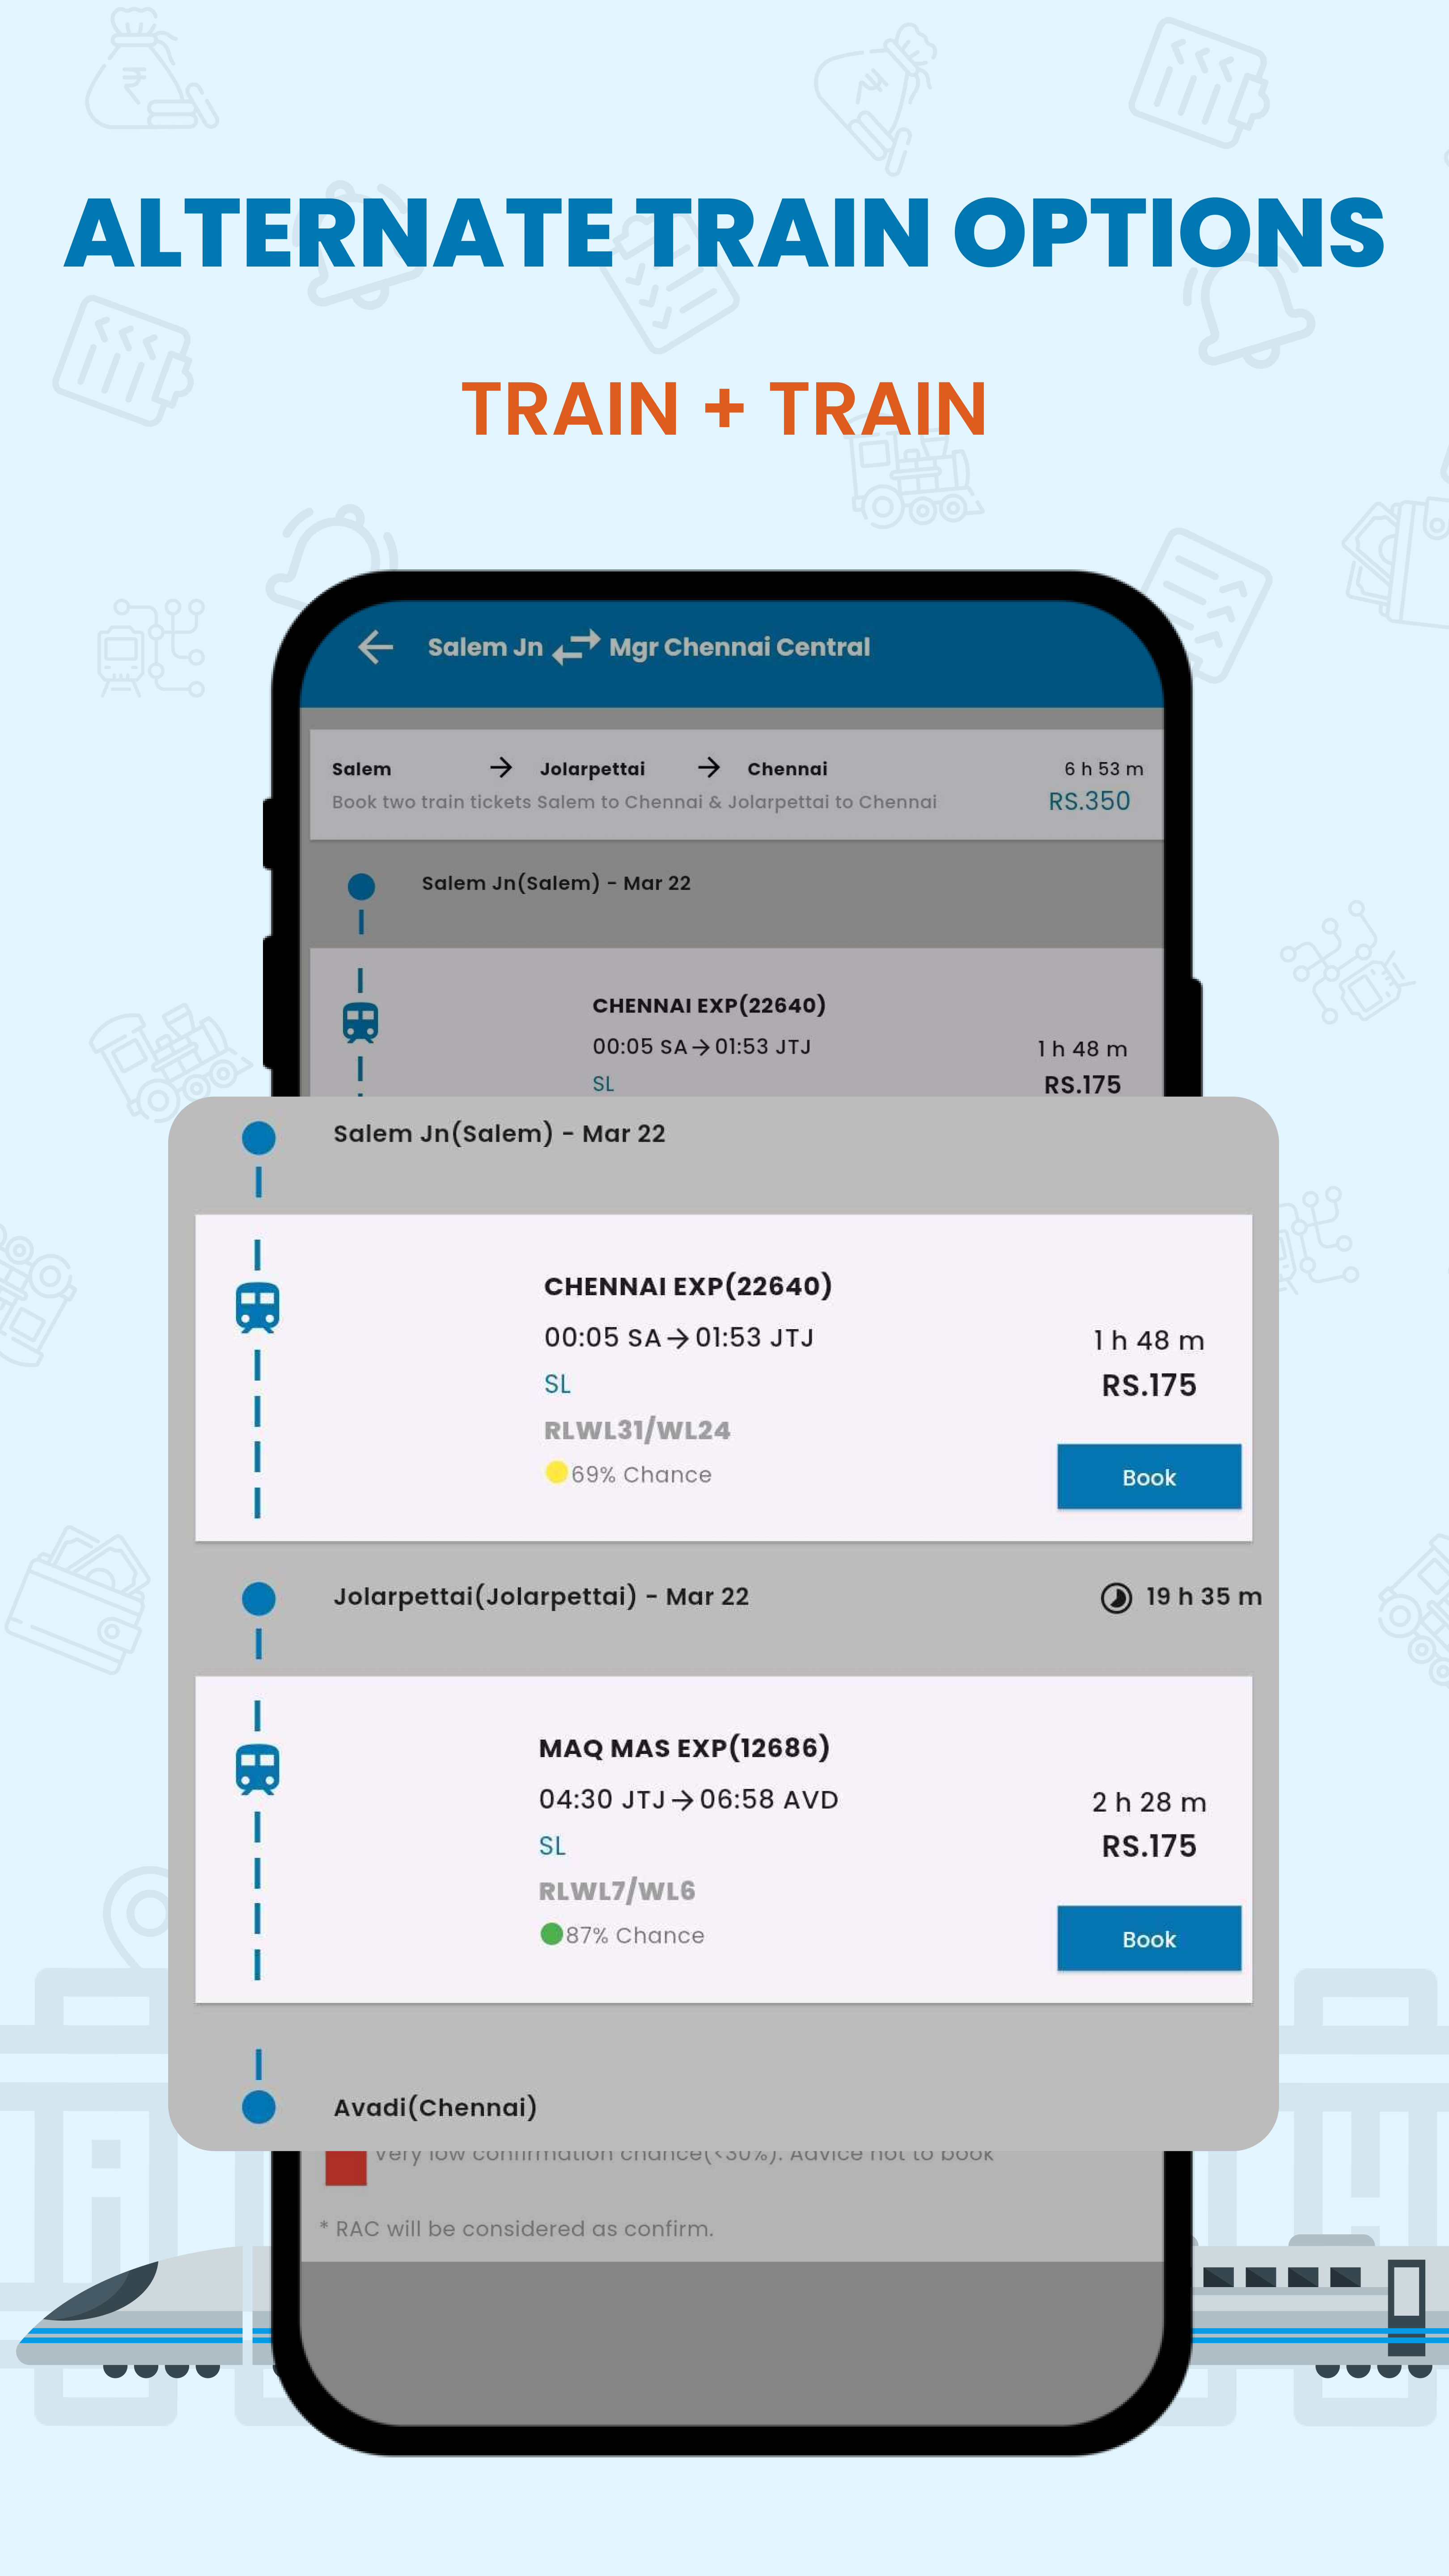 ALTERNATE TRAIN OPTIONS
TRAIN + TRAIN
Salem Jn Mgr Chennai Central
Salem → Jolarpettai → Chennai 6 h 53 m
Book two train tickets Salem to Chennai & Jolarpettai to Chennai RS.350
Salem Jn(Salem) - Mar 22
CHENNAI EXP(22640)
00:05 SA→01:53 JTJ 1 h 48 m
SL RS.175
Salem Jn(Salem) - Mar 22
CHENNAI EXP(22640)
00:05 SA→01:53 JTJ 1 h 48 m
SL RS.175
RLWL31/WL24
69% Chance Book
Jolarpettai(Jolarpettai) - Mar 22 19 h 35 m
MAQ MAS EXP(12686)
04:30 JTJ→06:58 AVD 2 h 28 m
SL RS.175
RLWL7/WL6
87% Chance Book
Avadi(Chennai)
Very low confirmation chance(<30%). Advice not to book
* RAC will be considered as confirm.